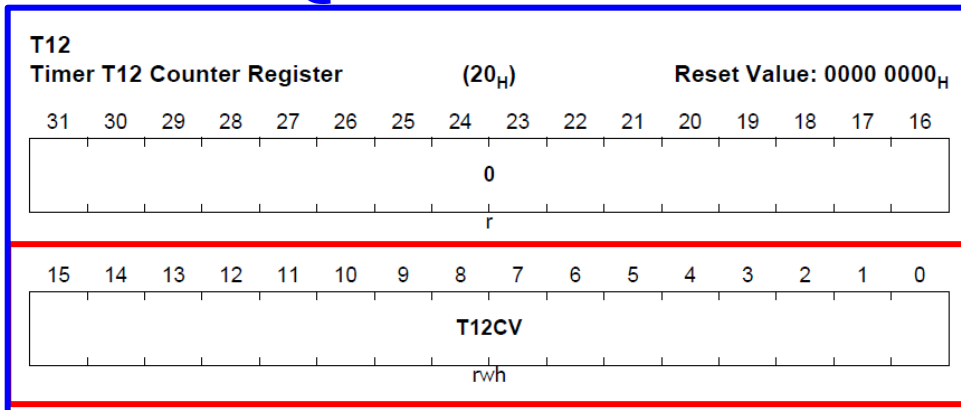 T12
Timer T12 Counter Register (20H) Reset Value: 0000 0000H
31 30 29 28 27 26 25 24 23 22 21 20 19 18 17 16
0
r
15 14 13 12 11 10 9 8 7 6 5 4 3 2 1 0
T12CV
rwh